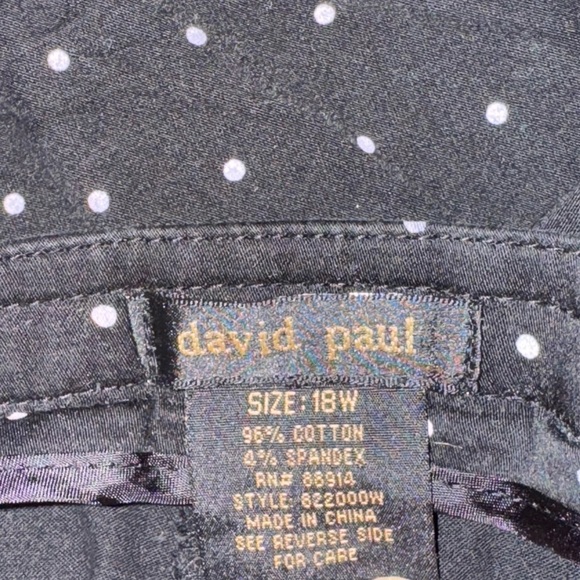 david paul
SIZE: 18W
96% COTTON
4% SPANDEX
RN# 88914
STYLE: 622000W
MADE IN CHINA
SEE REVERSE SIDE
FOR CARE